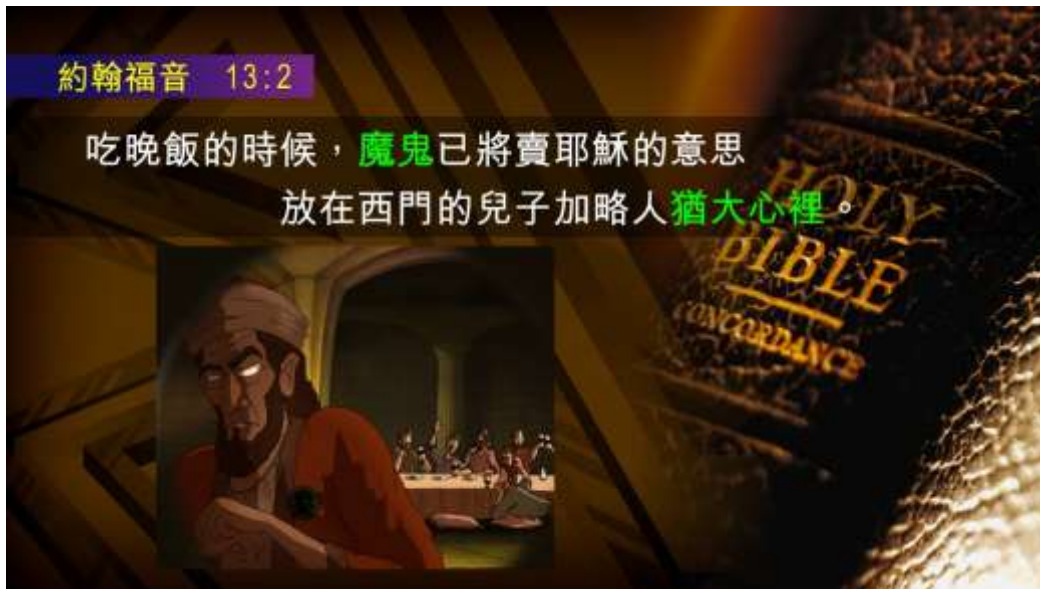 約翰福音 13:2
吃晚飯的時候，魔鬼已將賣耶穌的意思
放在西門的兒子加略人猶大心裡。
HOLY
BIBLE
CONCORDANCE